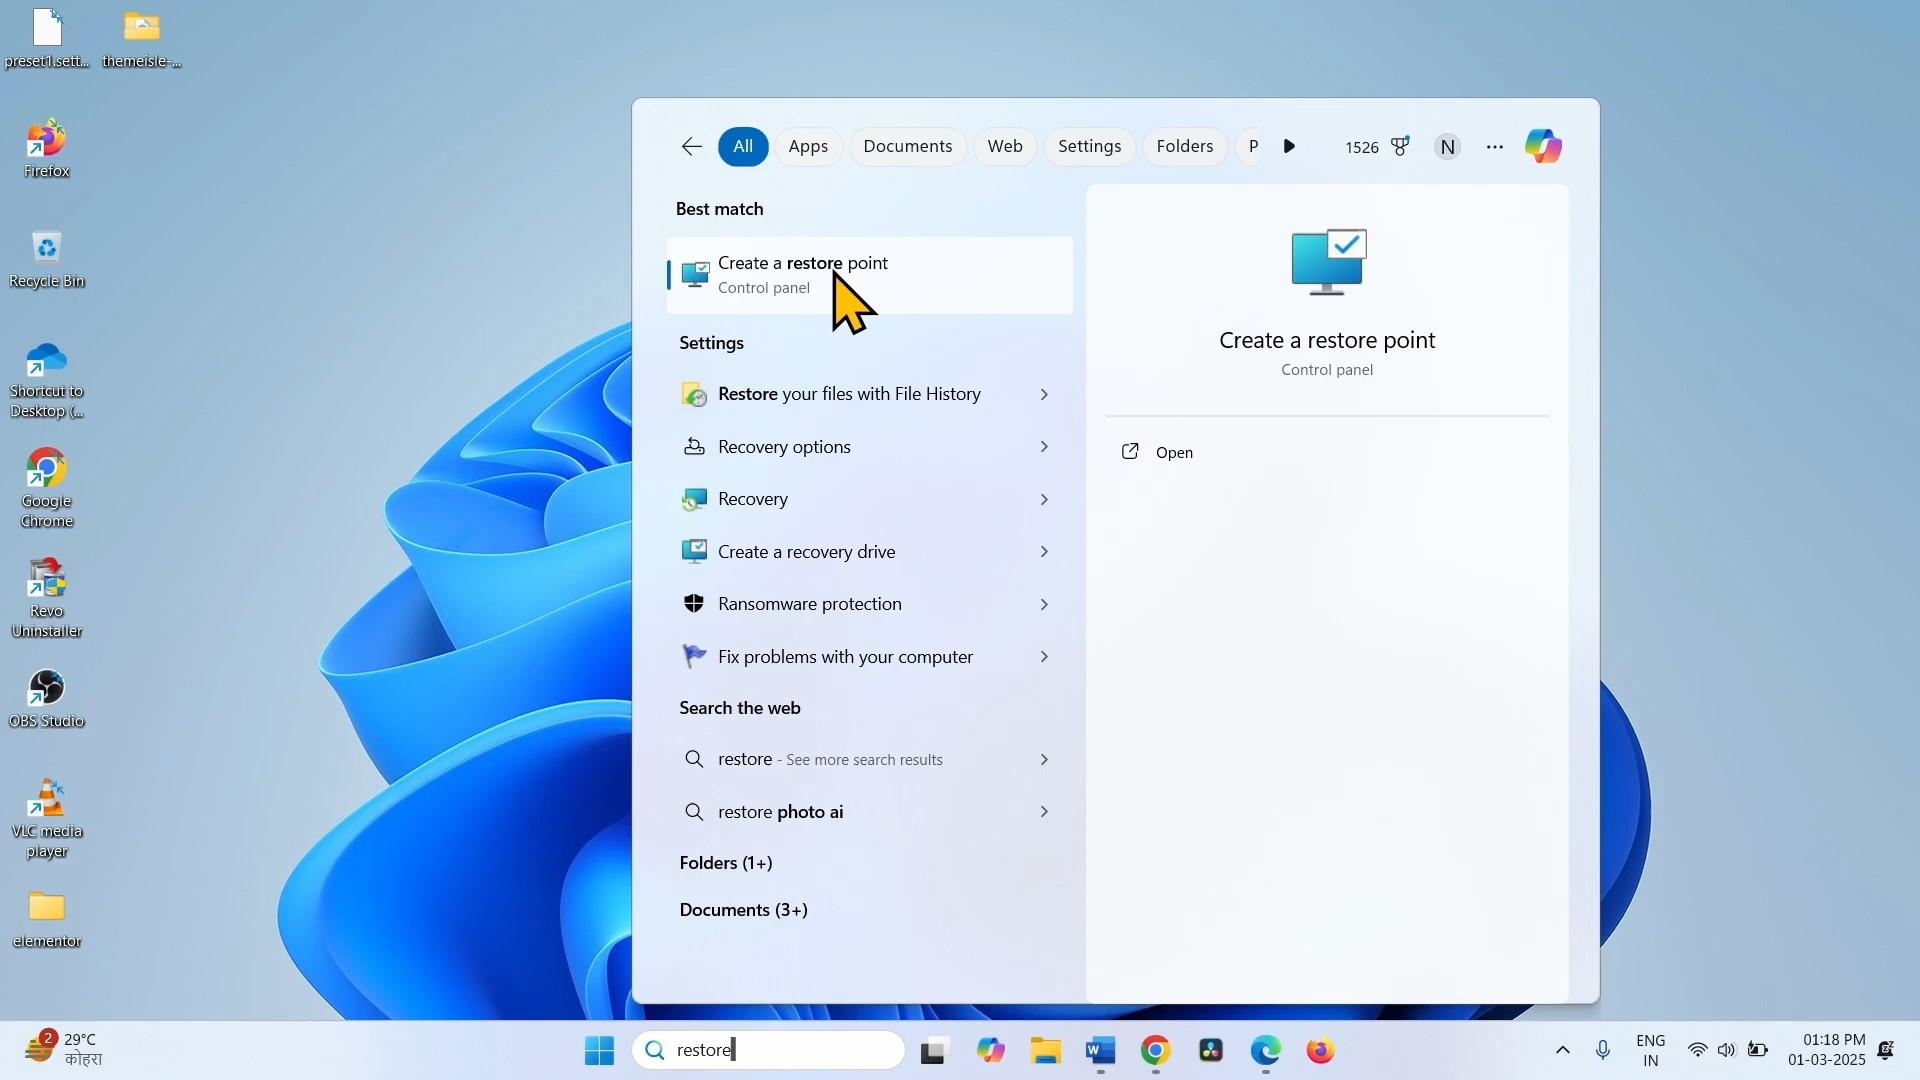 preset1.sett...
themeisle-...
Firefox
Recycle Bin
Shortcut to
Desktop (...
Google
Chrome
Revo
Uninstaller
OBS Studio
VLC media
player
elementor
All
Apps
Documents
Web
Settings
Folders
P
1526
N
Best match
Create a restore point
Control panel
Settings
Restore your files with File History
Recovery options
Recovery
Create a recovery drive
Ransomware protection
Fix problems with your computer
Search the web
restore - See more search results
restore photo ai
Folders (1+)
Documents (3+)
Create a restore point
Control panel
Open
2
29°C
कोहरा
restore
W
ENG
IN
01:18 PM
01-03-2025